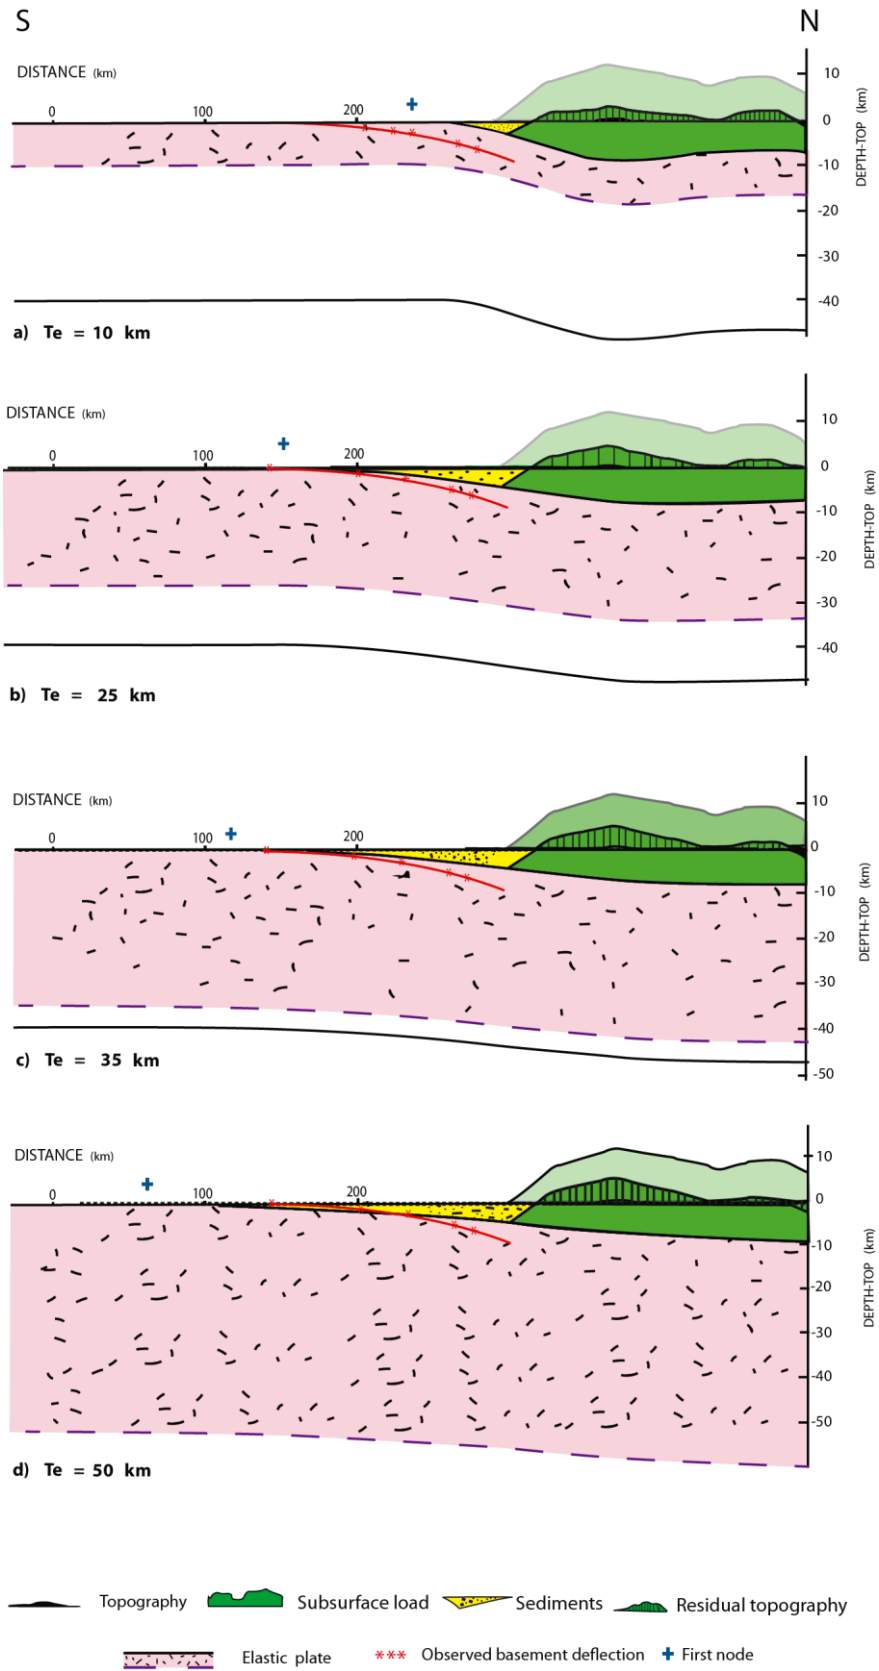 S N
DISTANCE (km)
0 100 200
10
0
-10
-20
-30
-40
DEPTH-TOP (km)
a) Te = 10 km
DISTANCE (km)
0 100 200
10
0
-10
-20
-30
-40
DEPTH-TOP (km)
b) Te = 25 km
DISTANCE (km)
0 100 200
10
0
-10
-20
-30
-40
-50
DEPTH-TOP (km)
c) Te = 35 km
DISTANCE (km)
0 100 200
10
0
-10
-20
-30
-40
-50
DEPTH-TOP (km)
d) Te = 50 km
Topography Subsurface load Sediments Residual topography
Elastic plate Observed basement deflection First node